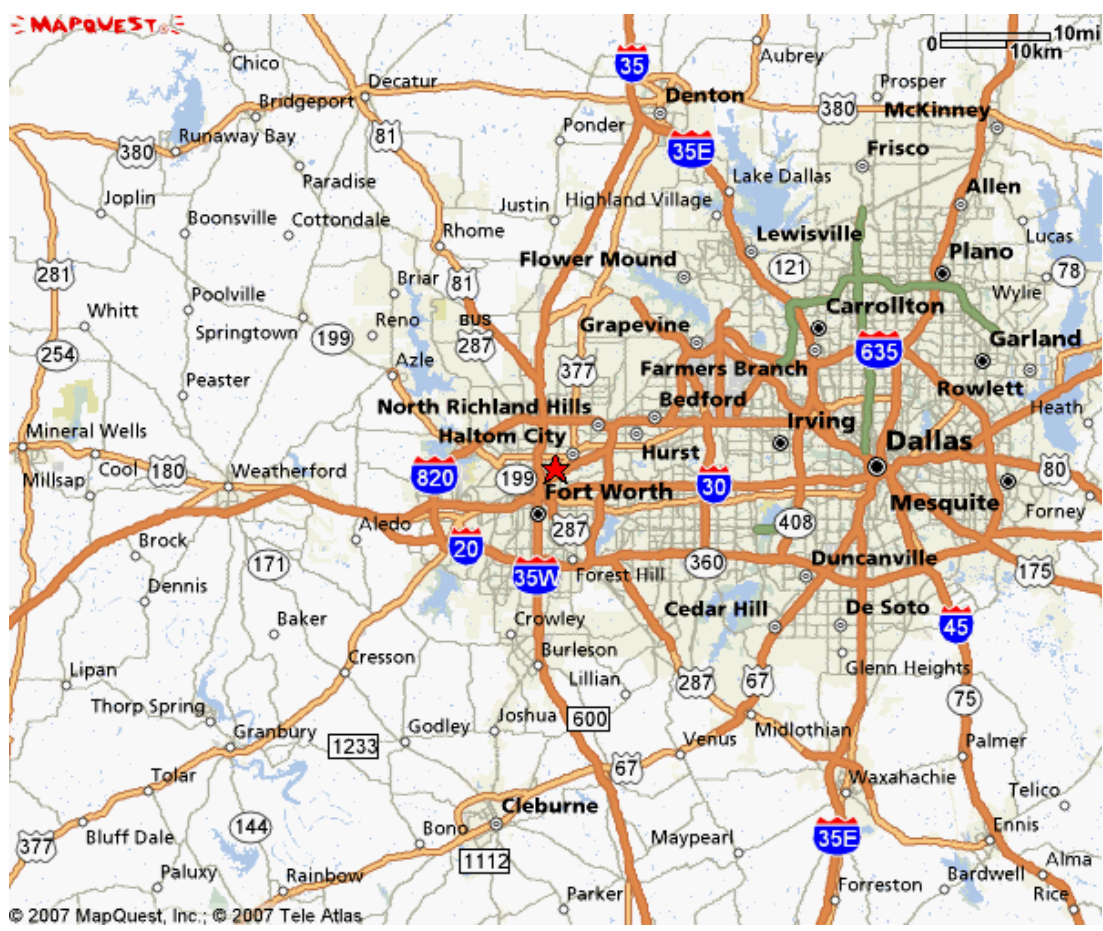 MAPQUEST
10mi
0
10km
35
Chico
Aubrey
Decatur
Prosper
Denton
Bridgeport
380
McKinney
81
Runaway Bay
Ponder
380
35E
Frisco
Paradise
Lake Dallas
Joplin
Allen
Justin
Highland Village
Boonsville
Cottondale
Rhome
Lewisville
Lucas
Flower Mound
Plano
281
121
78
Briar
81
Wylie
Poolville
Whitt
Carrollton
BUS
287
Reno
Grapevine
Springtown
199
Garland
254
635
Azle
377
Farmers Branch
Peaster
Bedford
Rowlett
North Richland Hills
Irving
Heath
Mineral Wells
Haltom City
Dallas
Hurst
Cool
180
Weatherford
820
199
80
Millsap
30
Fort Worth
Mesquite
Forney
Aledo
287
408
20
Brock
Duncanville
171
35W
Forest Hill
360
175
Dennis
Cedar Hill
De Soto
Baker
Crowley
45
Burleson
Cresson
Lipan
Glenn Heights
Lillian
287
67
Thorp Spring
75
600
Godley
Joshua
Granbury
1233
Midlothian
Venus
Palmer
67
Tolar
Waxahachie
Telico
Cleburne
144
Bluff Dale
Bono
Maypearl
35E
Ennis
377
1112
Alma
Paluxy
Rainbow
Bardwell
Parker
Forreston
Rice
© 2007 MapQuest, Inc.; © 2007 Tele Atlas